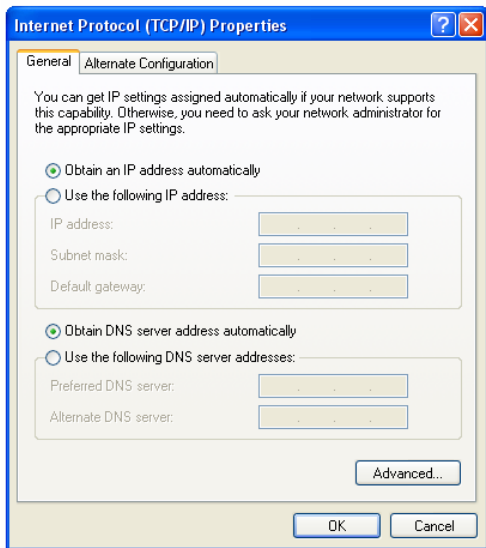 Internet Protocol (TCP/IP) Properties
General
Alternate Configuration
You can get IP settings assigned automatically if your network supports
this capability. Otherwise, you need to ask your network administrator for
the appropriate IP settings.
Obtain an IP address automatically
Use the following IP address:
IP address:
Subnet mask:
Default gateway:
Obtain DNS server address automatically
Use the following DNS server addresses:
Preferred DNS server:
Alternate DNS server:
Advanced...
OK
Cancel